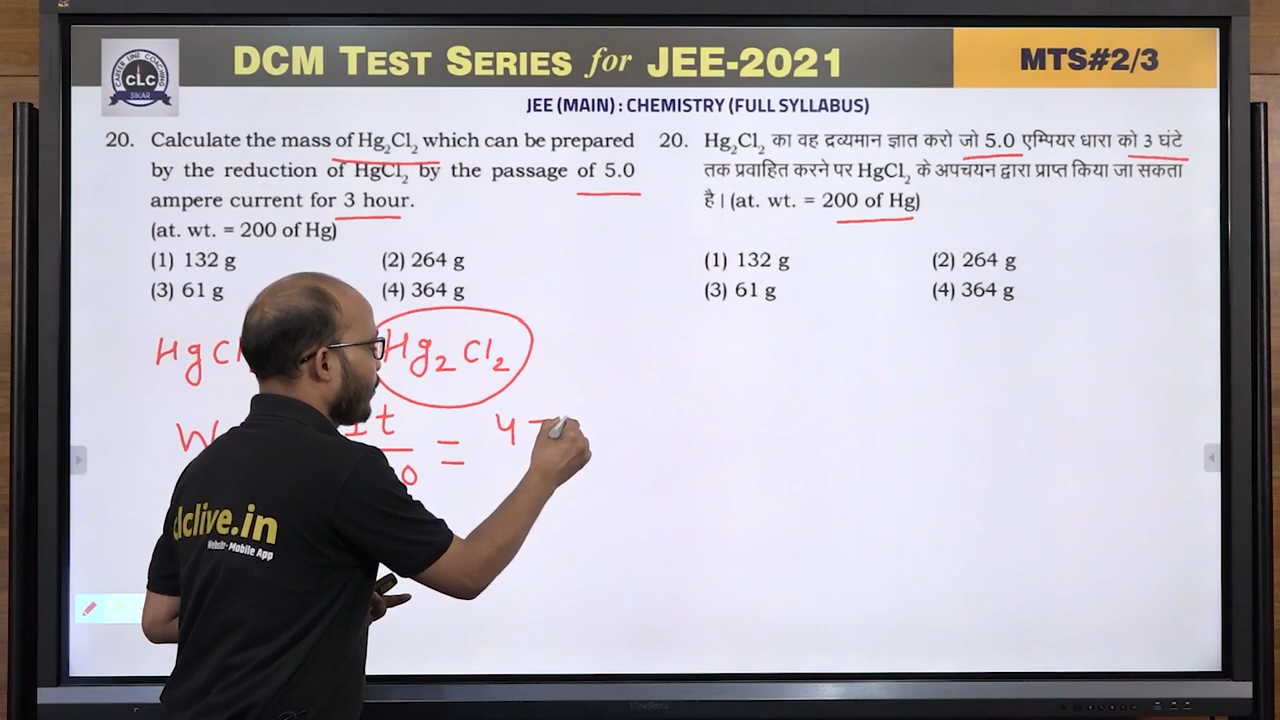 DCM TEST SERIES for JEE-2021
MTS#2/3
CAREER LINE COACHING
CLC
SIKAR
JEE (MAIN) : CHEMISTRY (FULL SYLLABUS)
20. Calculate the mass of Hg₂Cl₂ which can be prepared
by the reduction of HgCl₂ by the passage of 5.0
ampere current for 3 hour.
(at. wt. = 200 of Hg)
(1) 132 g (2) 264 g
(3) 61 g (4) 364 g
20. Hg₂Cl₂ का वह द्रव्यमान ज्ञात करो जो 5.0 एम्पियर धारा को 3 घंटे
तक प्रवाहित करने पर HgCl₂ के अपचयन द्वारा प्राप्त किया जा सकता
है। (at. wt. = 200 of Hg)
(1) 132 g (2) 264 g
(3) 61 g (4) 364 g
Hg₂Cl₂
t
=
clclive.in
Website- Mobile App
ViewSonic